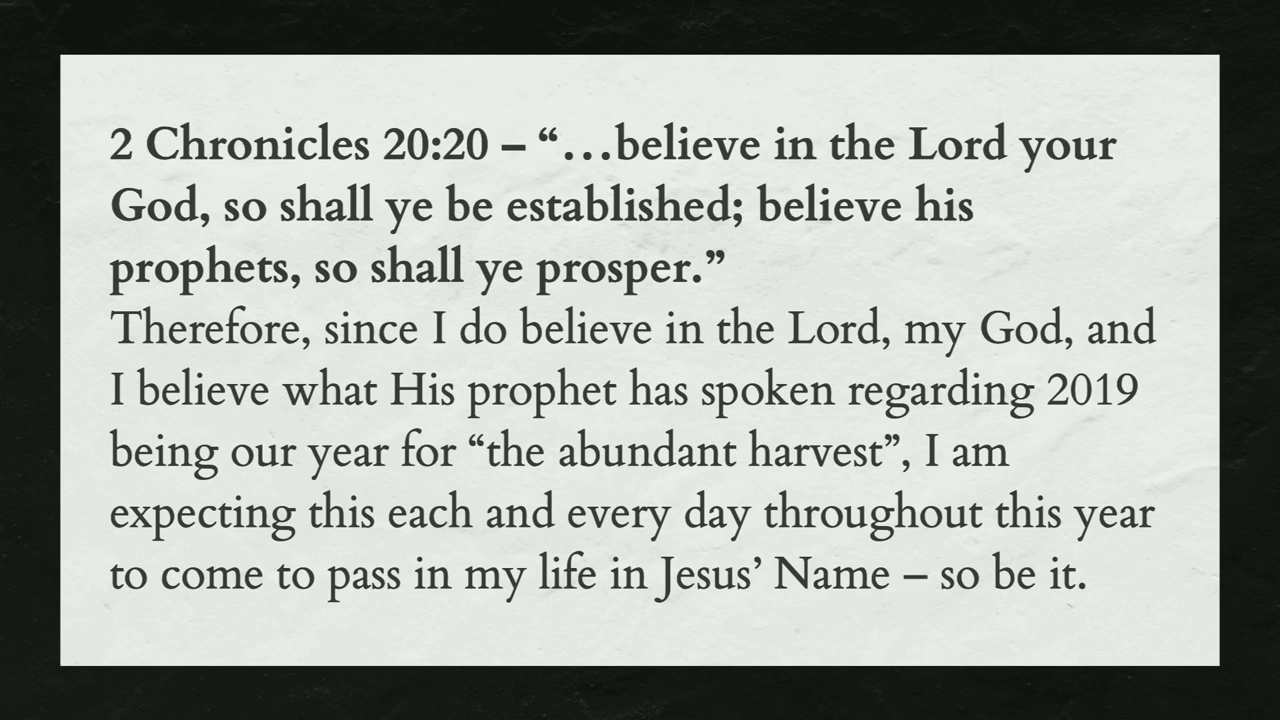 2 Chronicles 20:20 – “…believe in the Lord your
God, so shall ye be established; believe his
prophets, so shall ye prosper.”
Therefore, since I do believe in the Lord, my God, and
I believe what His prophet has spoken regarding 2019
being our year for “the abundant harvest”, I am
expecting this each and every day throughout this year
to come to pass in my life in Jesus’ Name – so be it.